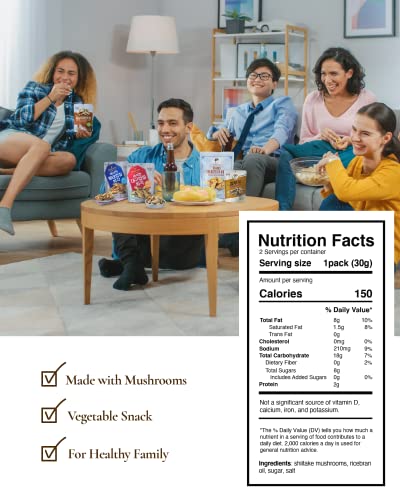 Nutrition Facts
2 Servings per container
Serving size 1pack (30g)
Amount per serving
Calories 150
% Daily Value*
Total Fat 8g 10%
Saturated Fat 1.5g 8%
Trans Fat 0g
Cholesterol 0mg 0%
Sodium 210mg 9%
Total Carbohydrate 18g 7%
Dietary Fiber 0g 2%
Total Sugars 8g
Includes Added Sugars 0g 0%
Protein 3g
Not a significant source of vitamin D,
calcium, iron, and potassium.
*The % Daily Value (DV) tells you how much a
nutrient in a serving of food contributes to a
daily diet. 2,000 calories a day is used for
general nutrition advice.
Ingredients: shiitake mushrooms, ricebran
oil, sugar, salt
Made with Mushrooms
Vegetable Snack
For Healthy Family